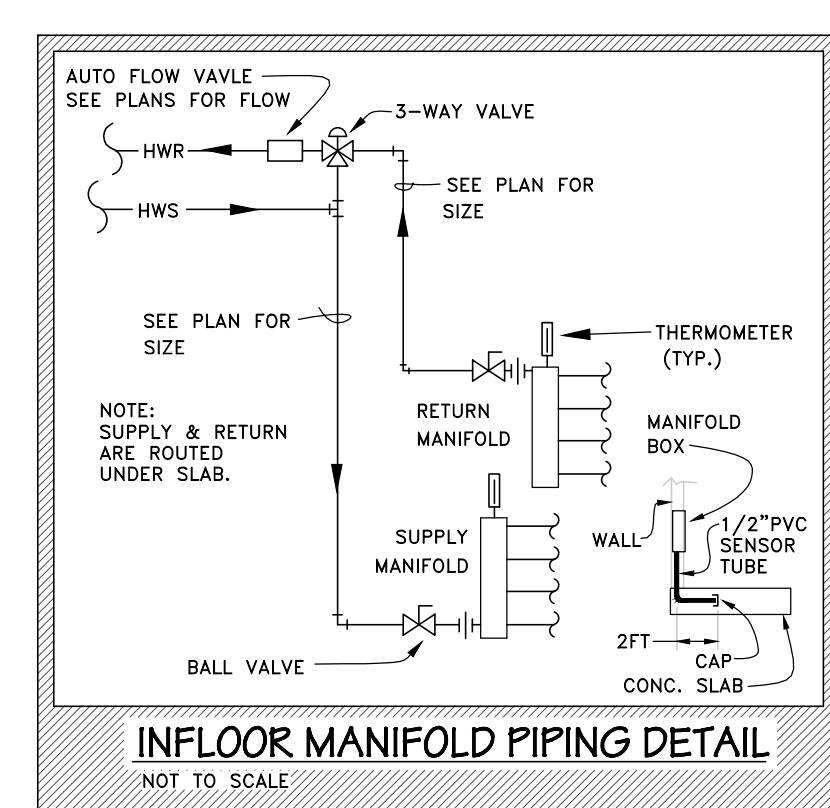 AUTO FLOW VAVLE
SEE PLANS FOR FLOW
3-WAY VALVE
HWR
SEE PLAN FOR
SIZE
HWS
SEE PLAN FOR
SIZE
THERMOMETER
(TYP.)
NOTE:
SUPPLY & RETURN
ARE ROUTED
UNDER SLAB.
RETURN
MANIFOLD
MANIFOLD
BOX
SUPPLY
MANIFOLD
WALL
1/2"PVC
SENSOR
TUBE
2FT
CAP
CONC. SLAB
BALL VALVE
INFLOOR MANIFOLD PIPING DETAIL
NOT TO SCALE